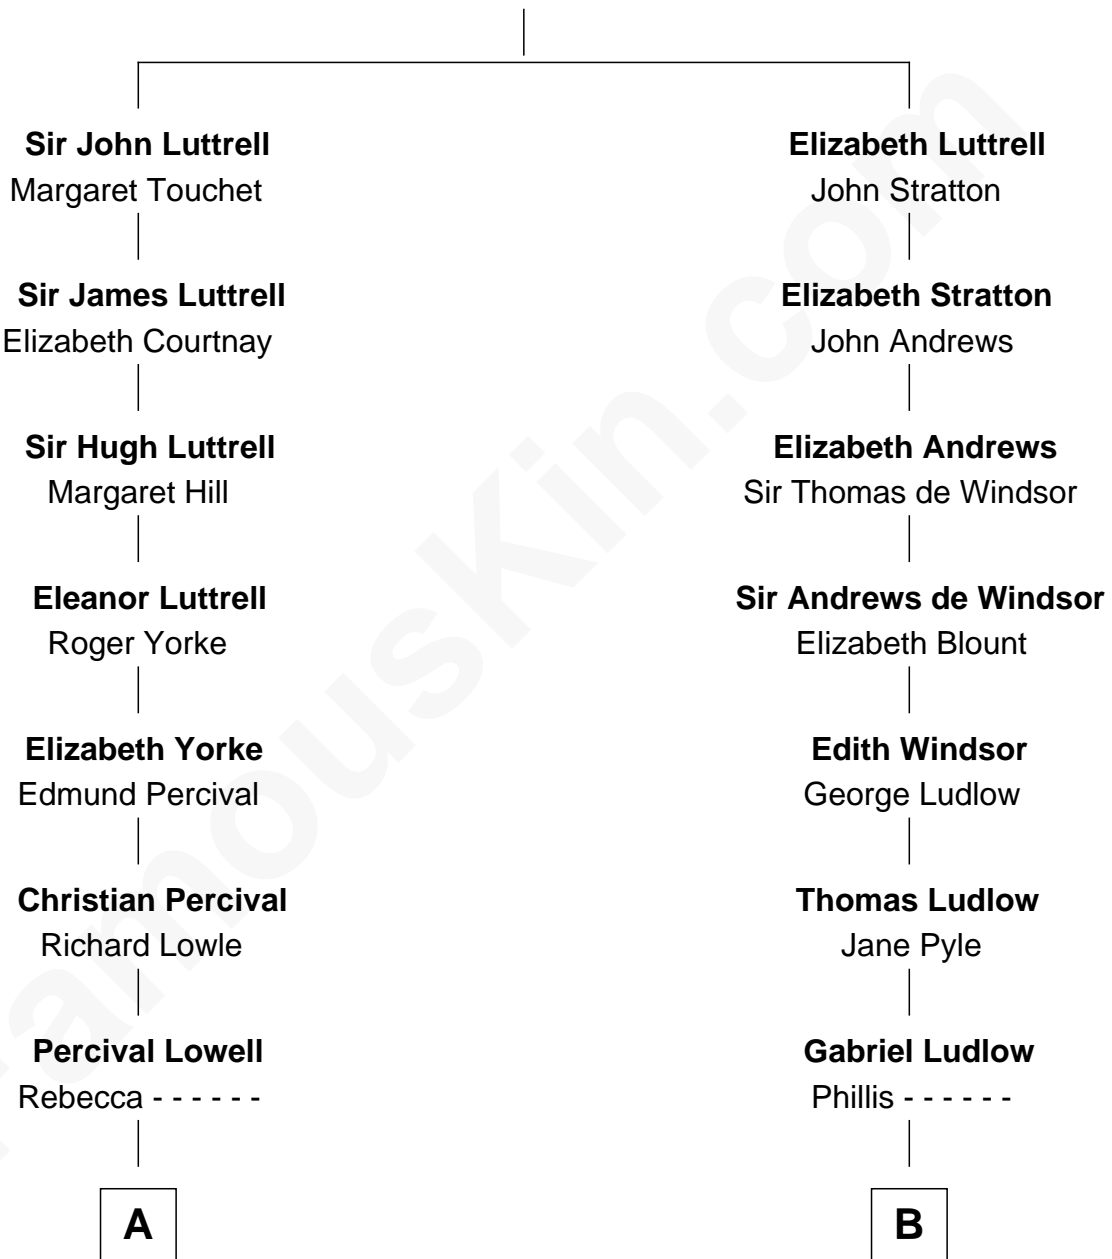 Sir John Luttrell
Margaret Touchet
Sir James Luttrell
Elizabeth Courtnay
Sir Hugh Luttrell
Margaret Hill
Eleanor Luttrell
Roger Yorke
Elizabeth Yorke
Edmund Percival
Christian Percival
Richard Lowle
Percival Lowell
Rebecca - - - - - -
A
Elizabeth Luttrell
John Stratton
Elizabeth Stratton
John Andrews
Elizabeth Andrews
Sir Thomas de Windsor
Sir Andrews de Windsor
Elizabeth Blount
Edith Windsor
George Ludlow
Thomas Ludlow
Jane Pyle
Gabriel Ludlow
Phillis - - - - - -
B
FamousKin.com